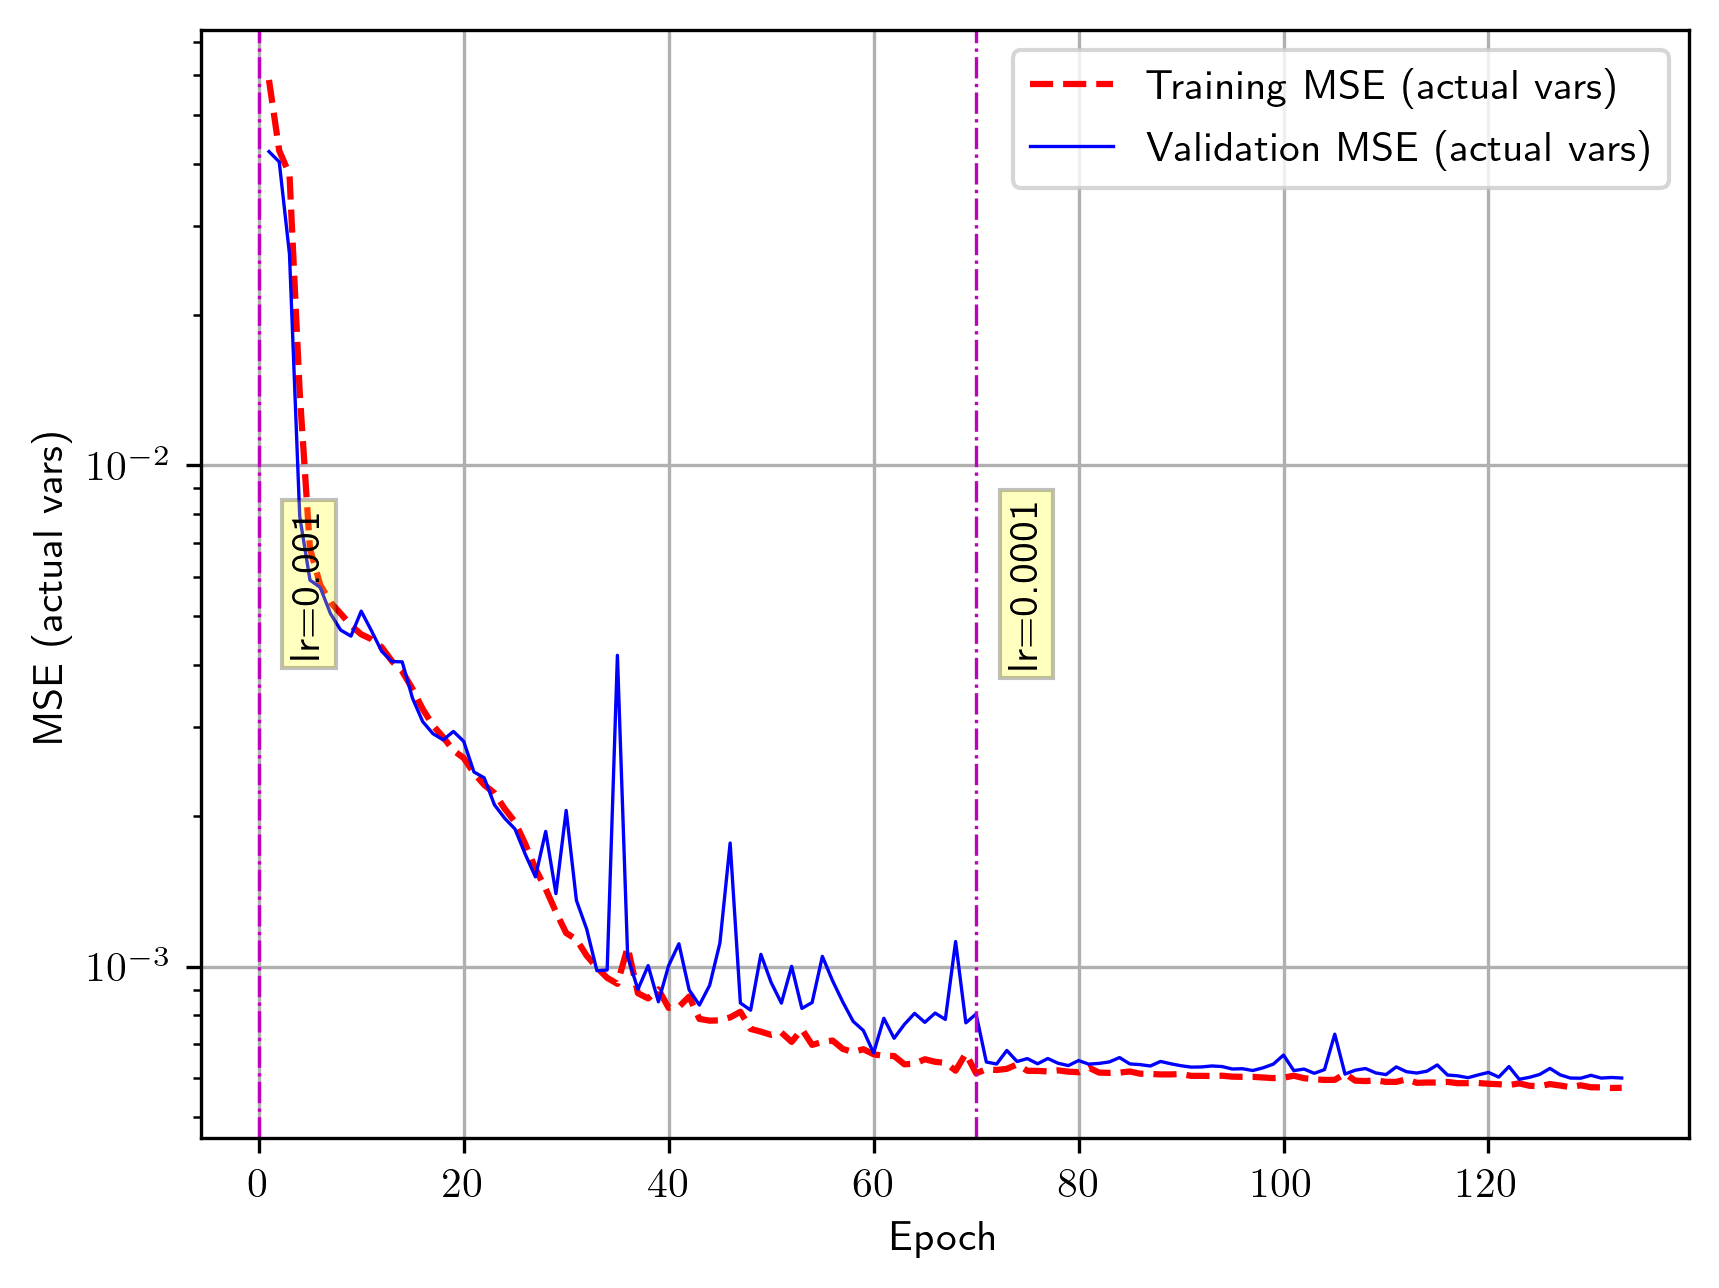 Training MSE (actual vars)
Validation MSE (actual vars)
MSE (actual vars)
10⁻²
10⁻³
lr=0.001
lr=0.0001
0 20 40 60 80 100 120
Epoch